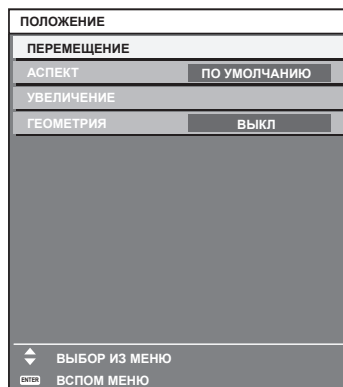 ПОЛОЖЕНИЕ
ПЕРЕМЕЩЕНИЕ
АСПЕКТ ПО УМОЛЧАНИЮ
УВЕЛИЧЕНИЕ
ГЕОМЕТРИЯ ВЫКЛ
ВЫБОР ИЗ МЕНЮ
ENTER ВСПОМ МЕНЮ